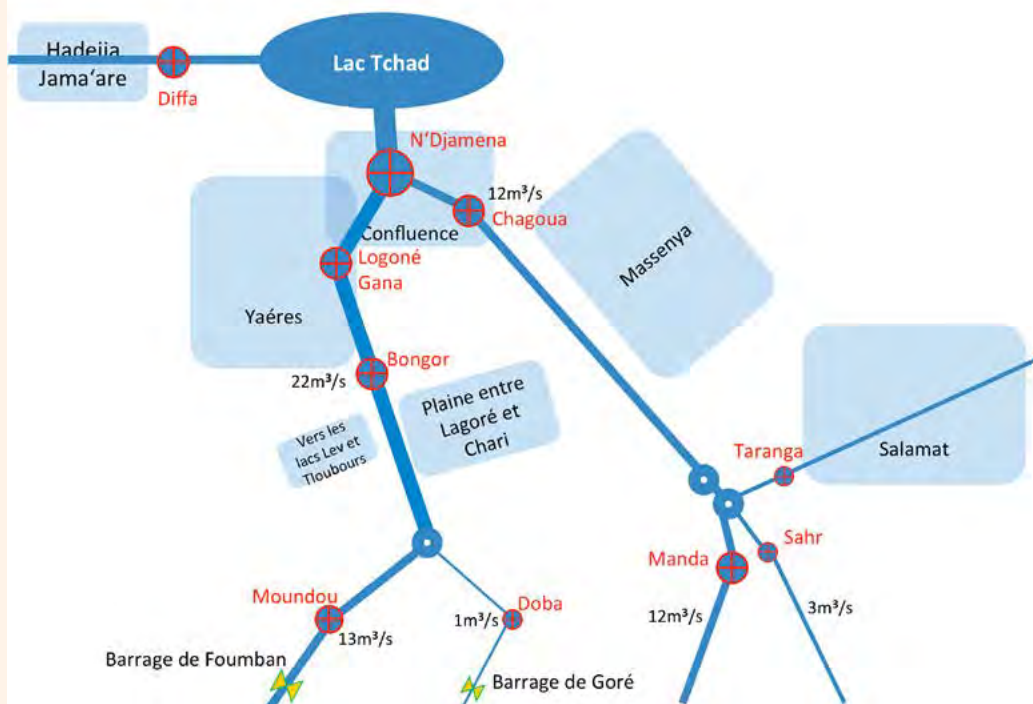 Hadeija
Jama‘are
Diffa
Lac Tchad
N‘Djamena
12m³/s
Chagoua
Confluence
Logoné
Gana
Yaéres
Massenya
Bongor
22m³/s
Plaine entre
Lagoré et
Chari
Vers les
lacs Lev et
Tloubours
Taranga
Salamat
Sahr
Manda
12m³/s
3m³/s
Moundou
13m³/s
1m³/s
Doba
Barrage de Foumban
Barrage de Goré